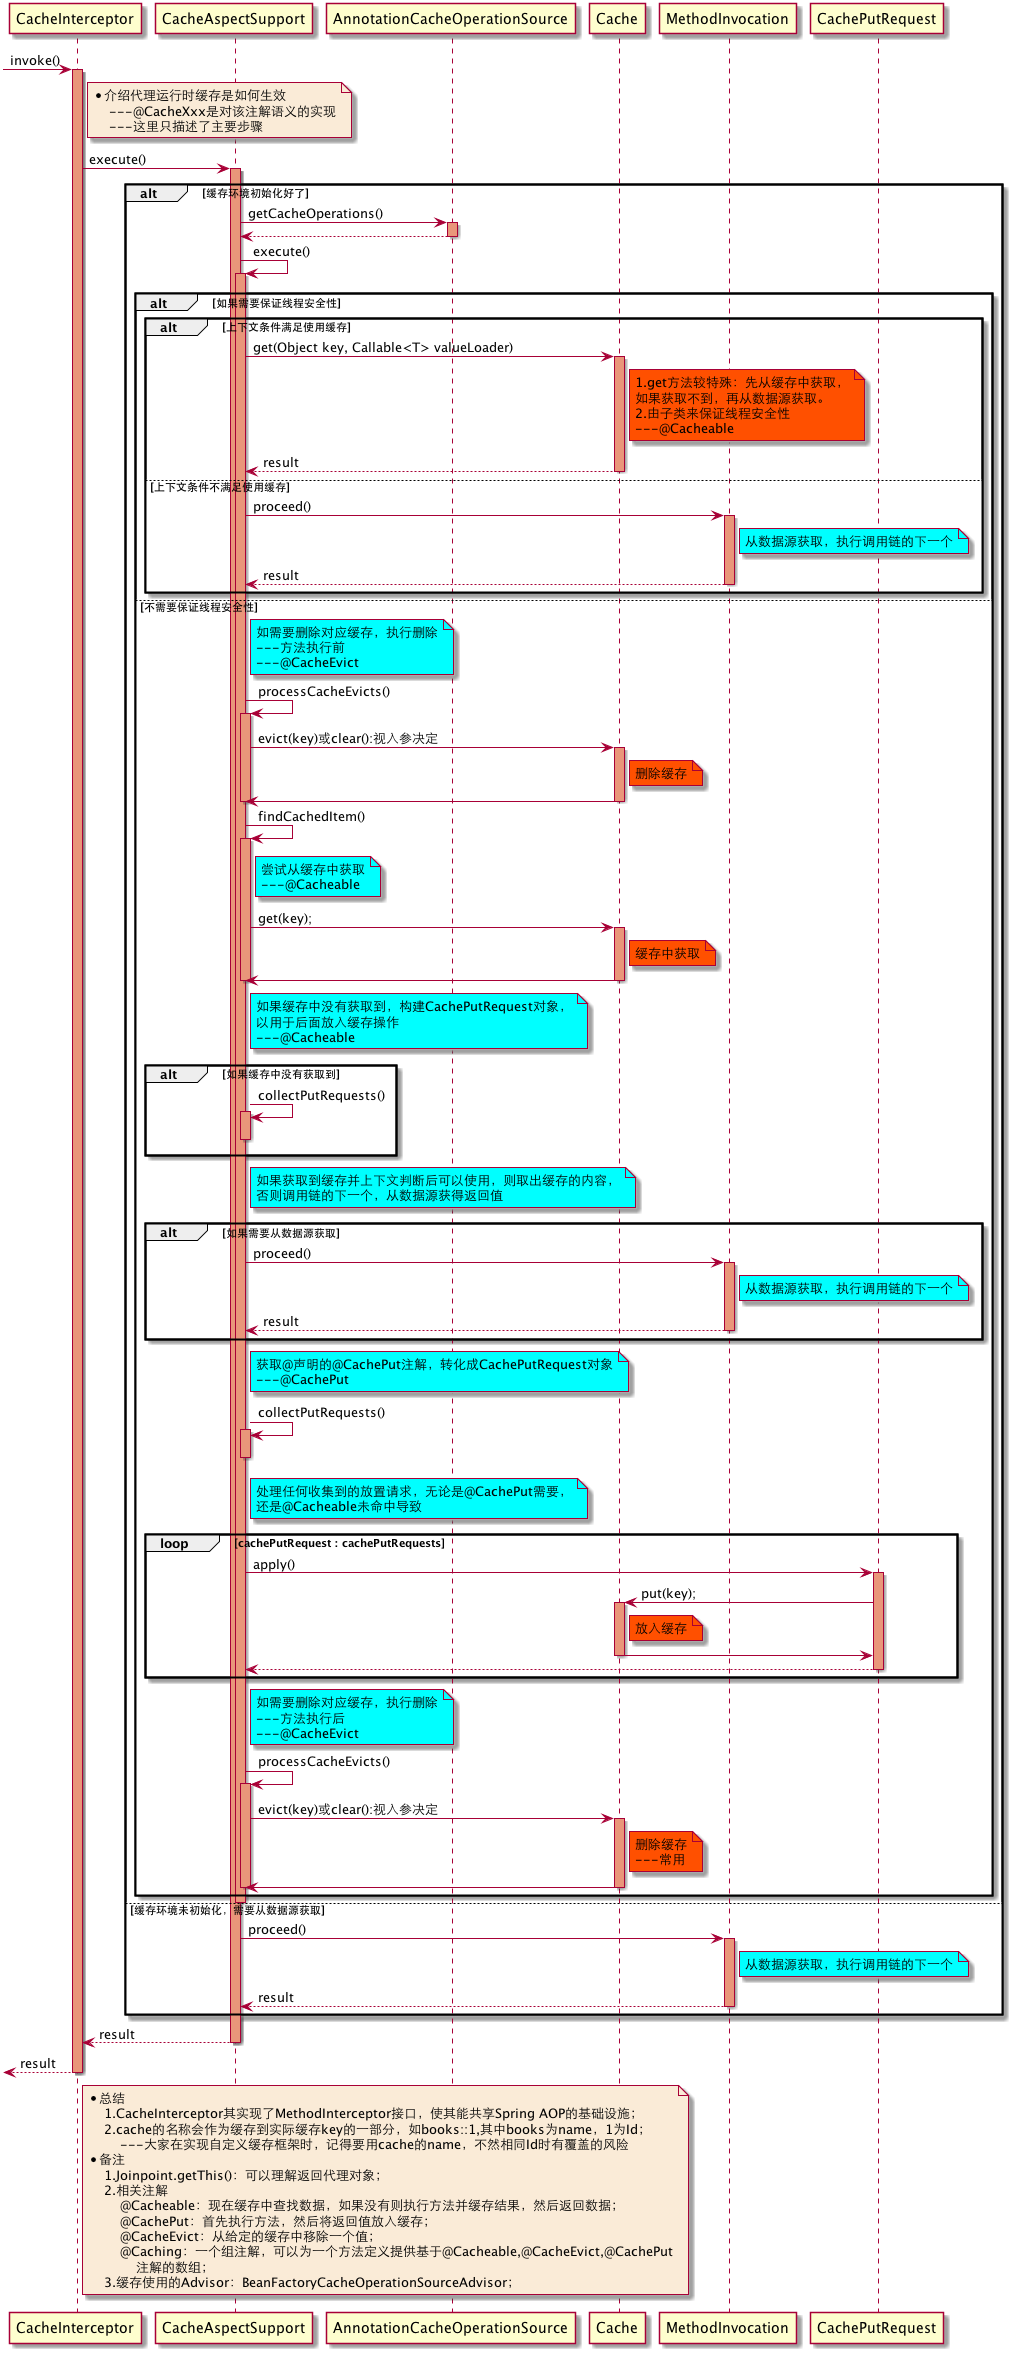 CacheInterceptor
CacheAspectSupport
AnnotationCacheOperationSource
Cache
MethodInvocation
CachePutRequest
invoke()
• 介绍代理运行时缓存是如何生效
---@CacheXxx是对该注解语义的实现
---这里只描述了主要步骤
execute()
alt [缓存环境初始化好了]
getCacheOperations()
execute()
alt [如果需要保证线程安全性]
alt [上下文条件满足使用缓存]
get(Object key, Callable<T> valueLoader)
1.get方法较特殊：先从缓存中获取，
如果获取不到，再从数据源获取。
2.由子类来保证线程安全性
---@Cacheable
result
[上下文条件不满足使用缓存]
proceed()
从数据源获取，执行调用链的下一个
result
[不需要保证线程安全性]
如需要删除对应缓存，执行删除
---方法执行前
---@CacheEvict
processCacheEvicts()
evict(key)或clear():视入参决定
删除缓存
findCachedItem()
尝试从缓存中获取
---@Cacheable
get(key);
缓存中获取
如果缓存中没有获取到，构建CachePutRequest对象，
以用于后面放入缓存操作
---@Cacheable
alt [如果缓存中没有获取到]
collectPutRequests()
如果获取到缓存并上下文判断后可以使用，则取出缓存的内容，
否则调用链的下一个，从数据源获得返回值
alt [如果需要从数据源获取]
proceed()
从数据源获取，执行调用链的下一个
result
获取@声明的@CachePut注解，转化成CachePutRequest对象
---@CachePut
collectPutRequests()
处理任何收集到的放置请求，无论是@CachePut需要，
还是@Cacheable未命中导致
loop [cachePutRequest : cachePutRequests]
apply()
put(key);
放入缓存
如需要删除对应缓存，执行删除
---方法执行后
---@CacheEvict
processCacheEvicts()
evict(key)或clear():视入参决定
删除缓存
---常用
[缓存环境未初始化，需要从数据源获取]
proceed()
从数据源获取，执行调用链的下一个
result
result
result
• 总结
1.CacheInterceptor其实现了MethodInterceptor接口，使其能共享Spring AOP的基础设施；
2.cache的名称会作为缓存到实际缓存key的一部分，如books::1,其中books为name，1为Id；
---大家在实现自定义缓存框架时，记得要用cache的name，不然相同Id时有覆盖的风险
• 备注
1.Joinpoint.getThis()：可以理解返回代理对象；
2.相关注解
@Cacheable：现在缓存中查找数据，如果没有则执行方法并缓存结果，然后返回数据；
@CachePut：首先执行方法，然后将返回值放入缓存；
@CacheEvict：从给定的缓存中移除一个值；
@Caching：一个组注解，可以为一个方法定义提供基于@Cacheable,@CacheEvict,@CachePut
注解的数组；
3.缓存使用的Advisor：BeanFactoryCacheOperationSourceAdvisor；
CacheInterceptor
CacheAspectSupport
AnnotationCacheOperationSource
Cache
MethodInvocation
CachePutRequest